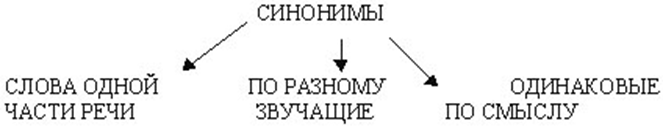 СИНОНИМЫ
СЛОВА ОДНОЙ ПО РАЗНОМУ ОДИНАКОВЫЕ
ЧАСТИ РЕЧИ ЗВУЧАЩИЕ ПО СМЫСЛУ